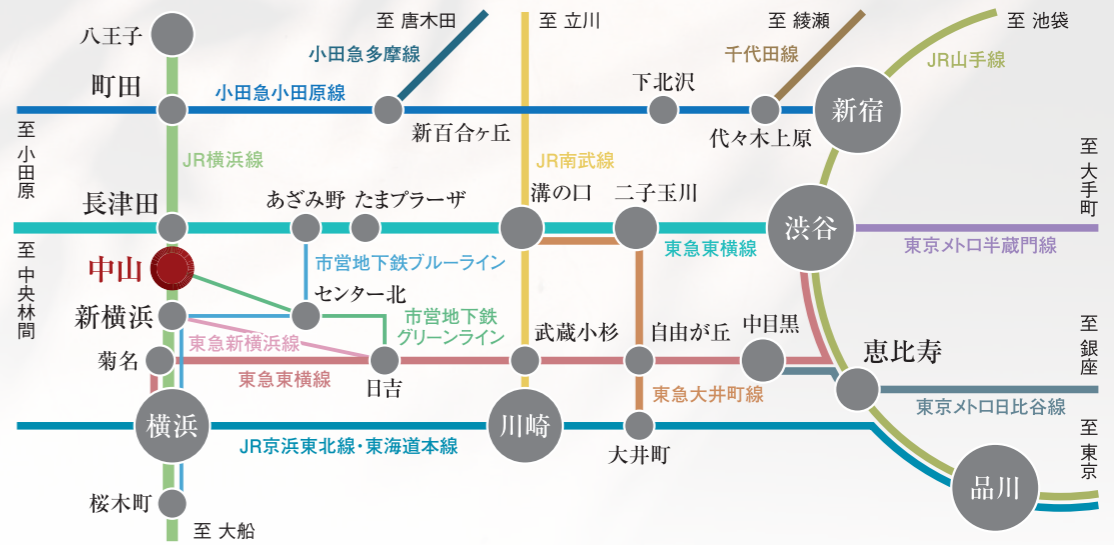 八王子
至 唐木田
至 立川
至 綾瀬
至 池袋
小田急多摩線
千代田線
JR山手線
町田
小田急小田原線
下北沢
新宿
至 小田原
新百合ヶ丘
代々木上原
JR横浜線
JR南武線
至 大手町
長津田
あざみ野
たまプラーザ
溝の口
二子玉川
渋谷
東急東横線
東京メトロ半蔵門線
至 中央林間
中山
市営地下鉄ブルーライン
センター北
新横浜
市営地下鉄
グリーンライン
東急新横浜線
武蔵小杉
自由が丘
中目黒
至 銀座
恵比寿
菊名
東急東横線
日吉
東急大井町線
東京メトロ日比谷線
横浜
川崎
至 東京
JR京浜東北線・東海道本線
大井町
品川
桜木町
至 大船